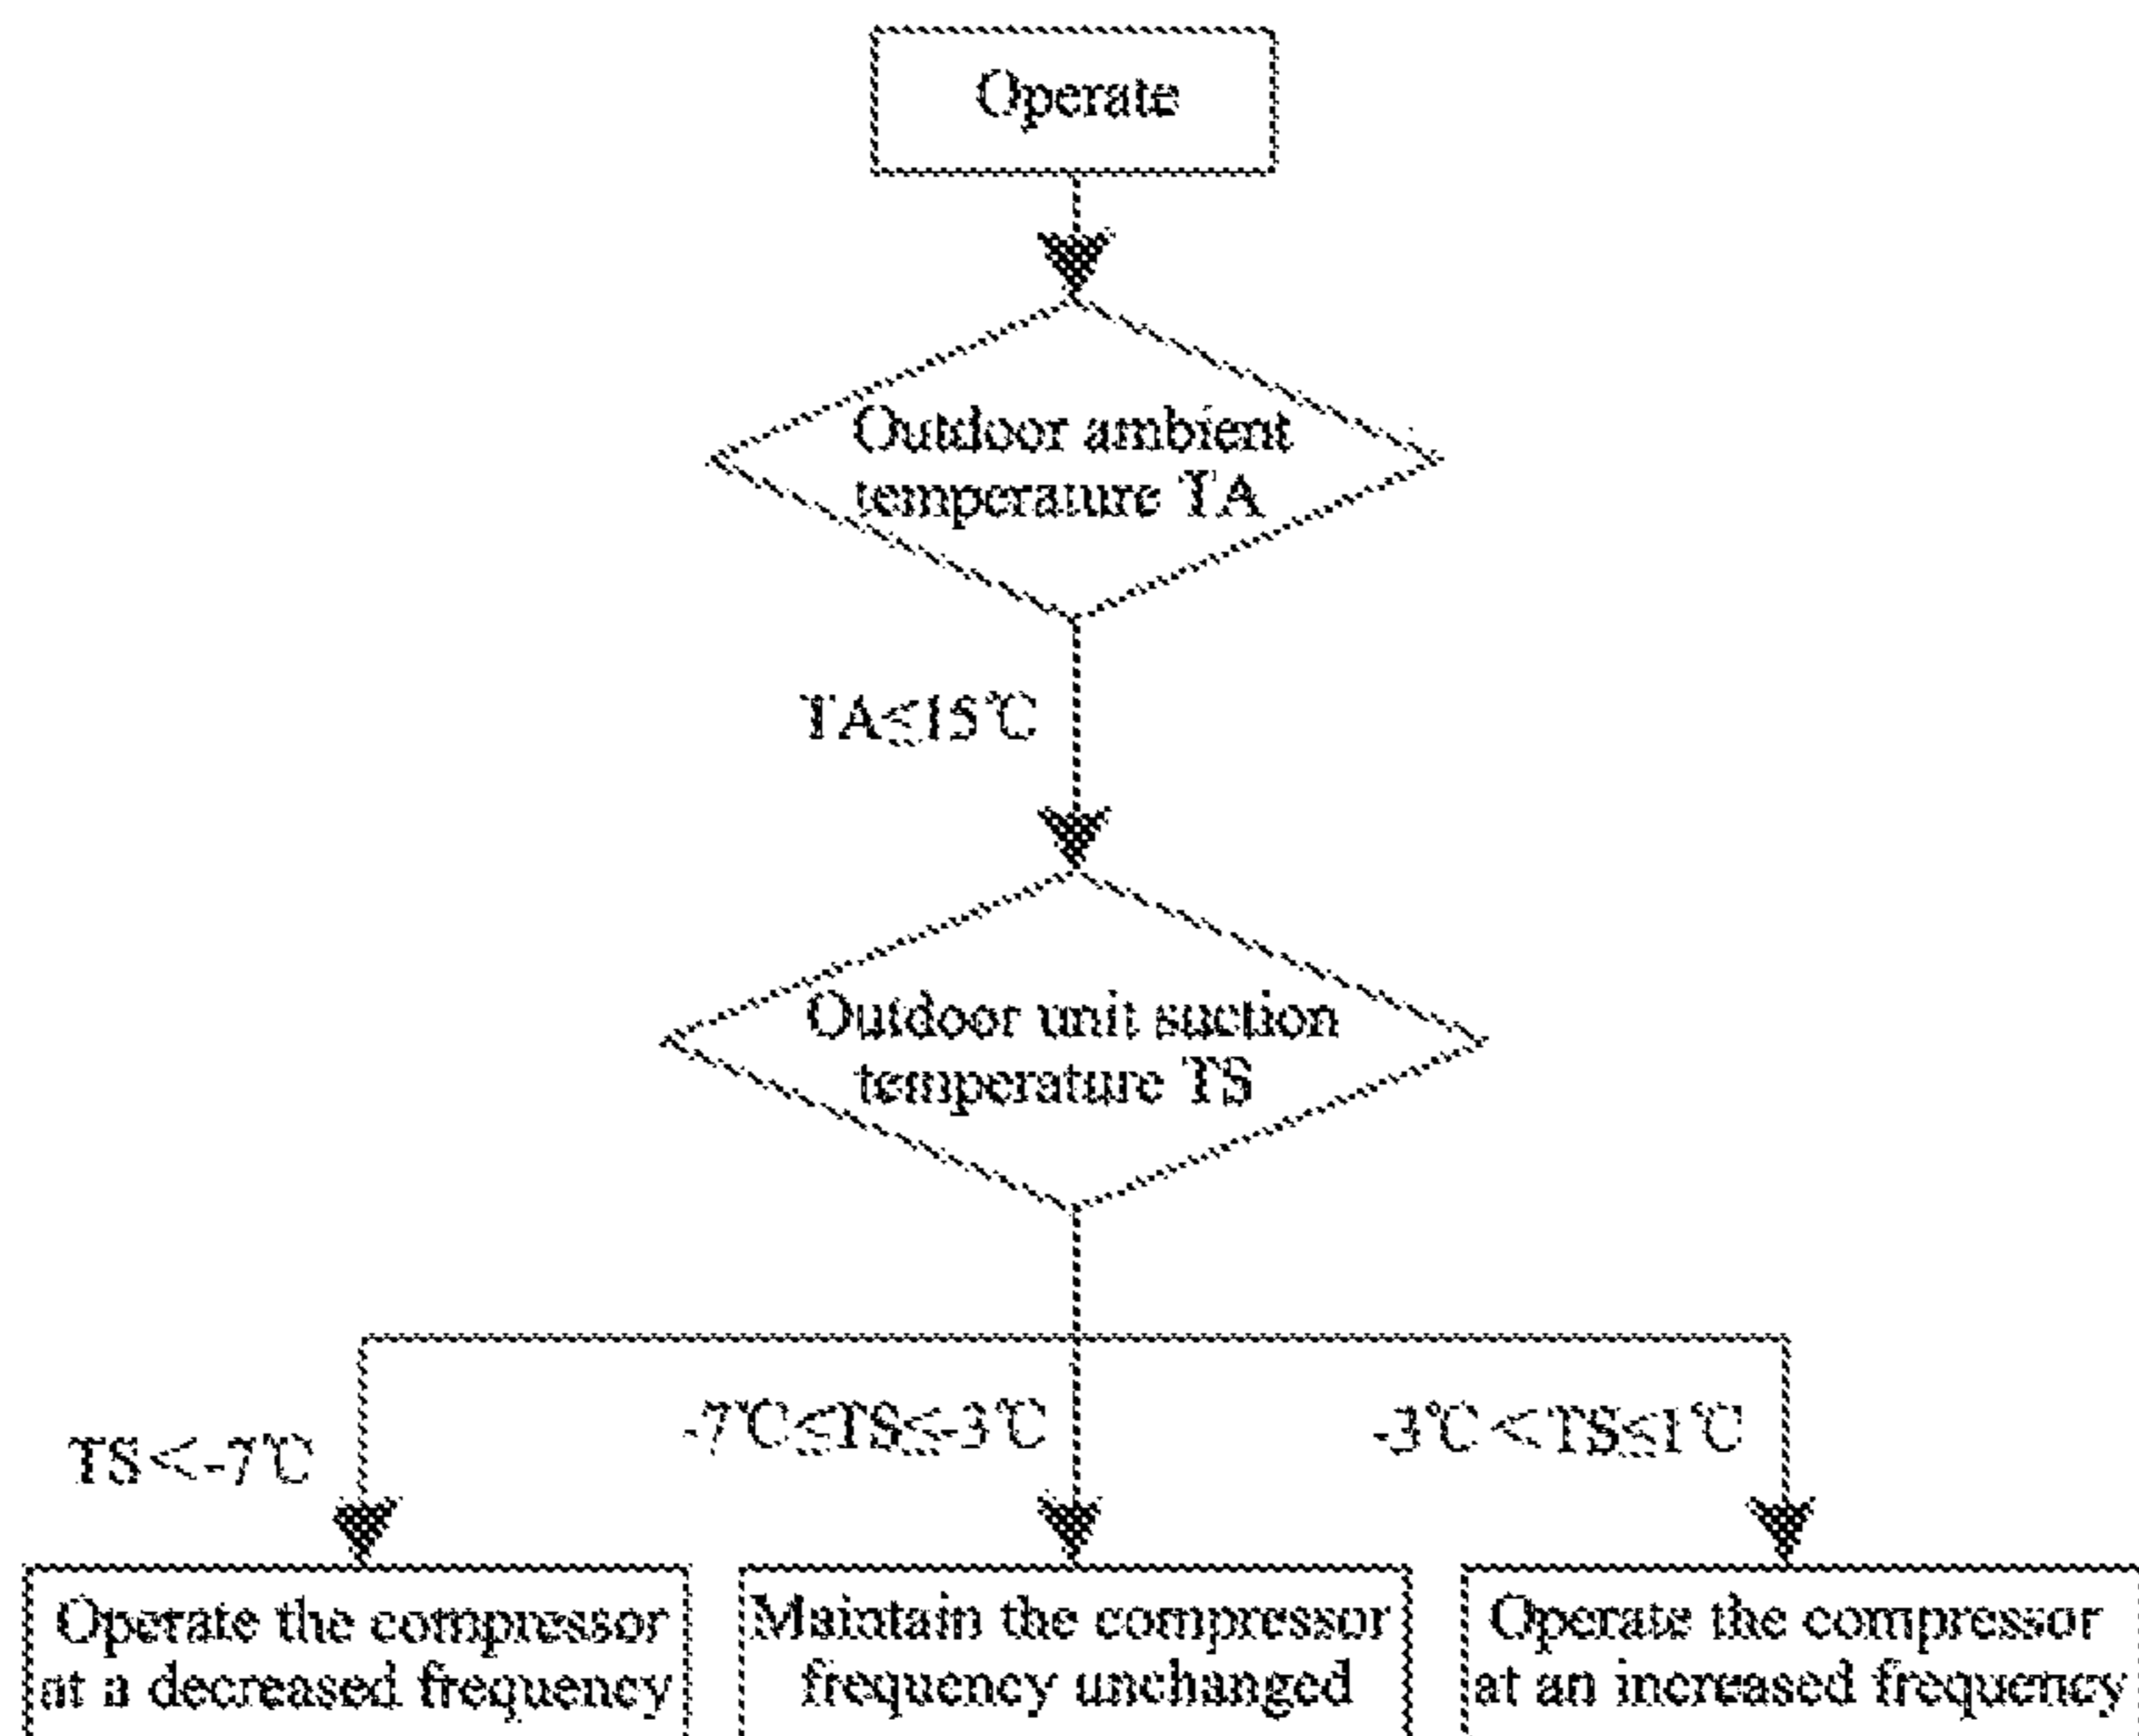 Operate
Outdoor ambient
temperature TA
TA≤15℃
Outdoor unit suction
temperature TS
TS<-7℃
-7℃≤TS≤-3℃
-3℃<TS≤1℃
Operate the compressor
at a decreased frequency
Maintain the compressor
frequency unchanged
Operate the compressor
at an increased frequency